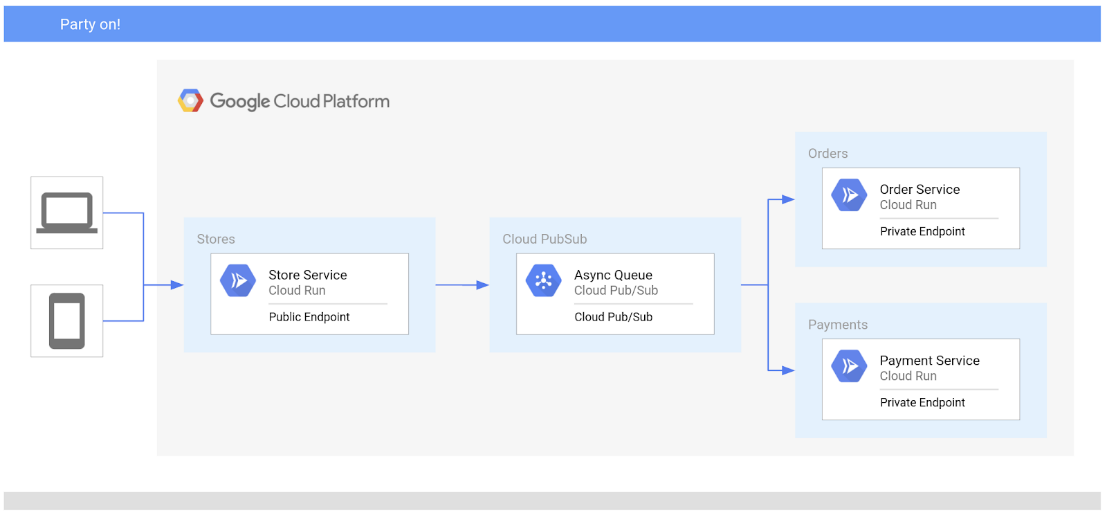 Party on!
Google Cloud Platform
Stores
Store Service
Cloud Run
Public Endpoint
Cloud PubSub
Async Queue
Cloud Pub/Sub
Cloud Pub/Sub
Orders
Order Service
Cloud Run
Private Endpoint
Payments
Payment Service
Cloud Run
Private Endpoint